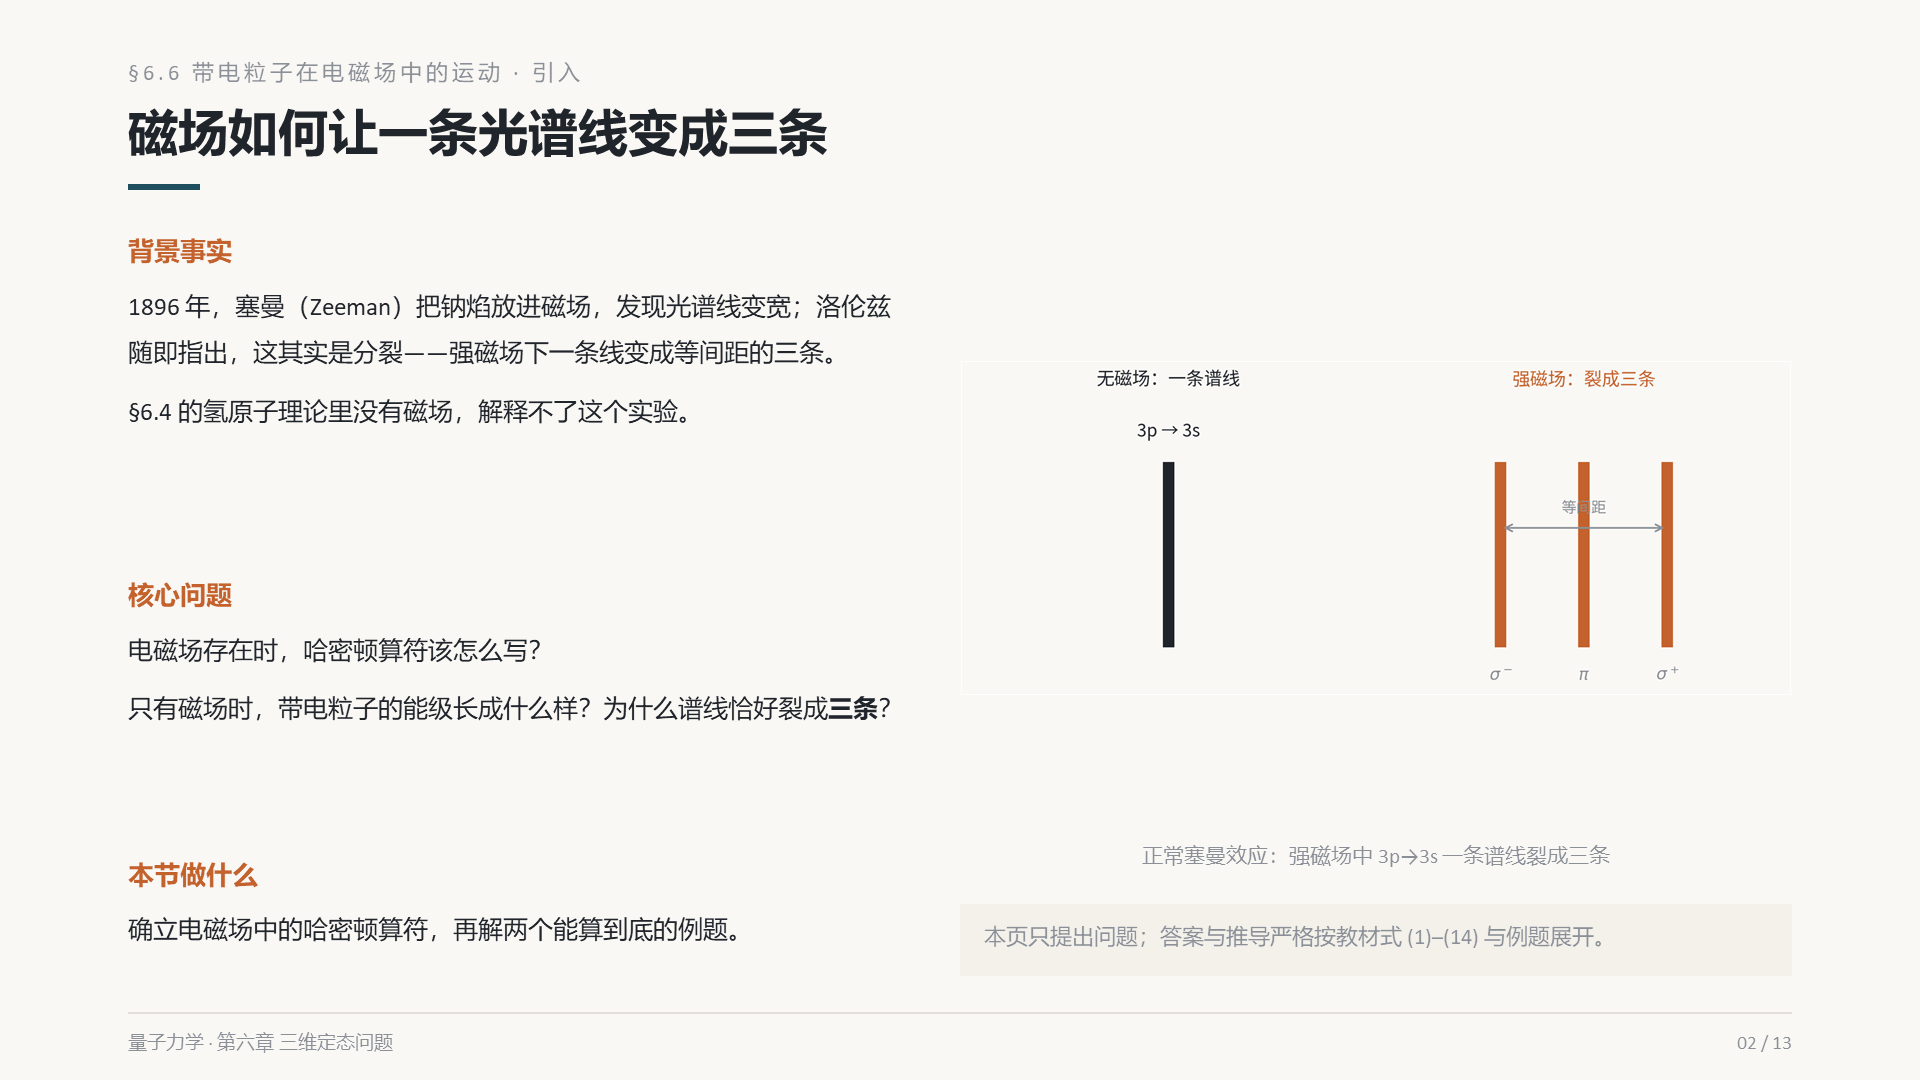 §6.6 带电粒子在电磁场中的运动 · 引入
磁场如何让一条光谱线变成三条
背景事实
1896 年，塞曼（Zeeman）把钠焰放进磁场，发现光谱线变宽；洛伦兹
随即指出，这其实是分裂——强磁场下一条线变成等间距的三条。
§6.4 的氢原子理论里没有磁场，解释不了这个实验。
核心问题
电磁场存在时，哈密顿算符该怎么写？
只有磁场时，带电粒子的能级长成什么样？为什么谱线恰好裂成三条？
本节做什么
确立电磁场中的哈密顿算符，再解两个能算到底的例题。
无磁场：一条谱线
3p → 3s
强磁场：裂成三条
等间距
σ⁻
π
σ⁺
正常塞曼效应：强磁场中 3p→3s 一条谱线裂成三条
本页只提出问题；答案与推导严格按教材式 (1)–(14) 与例题展开。
量子力学 · 第六章 三维定态问题
02 / 13